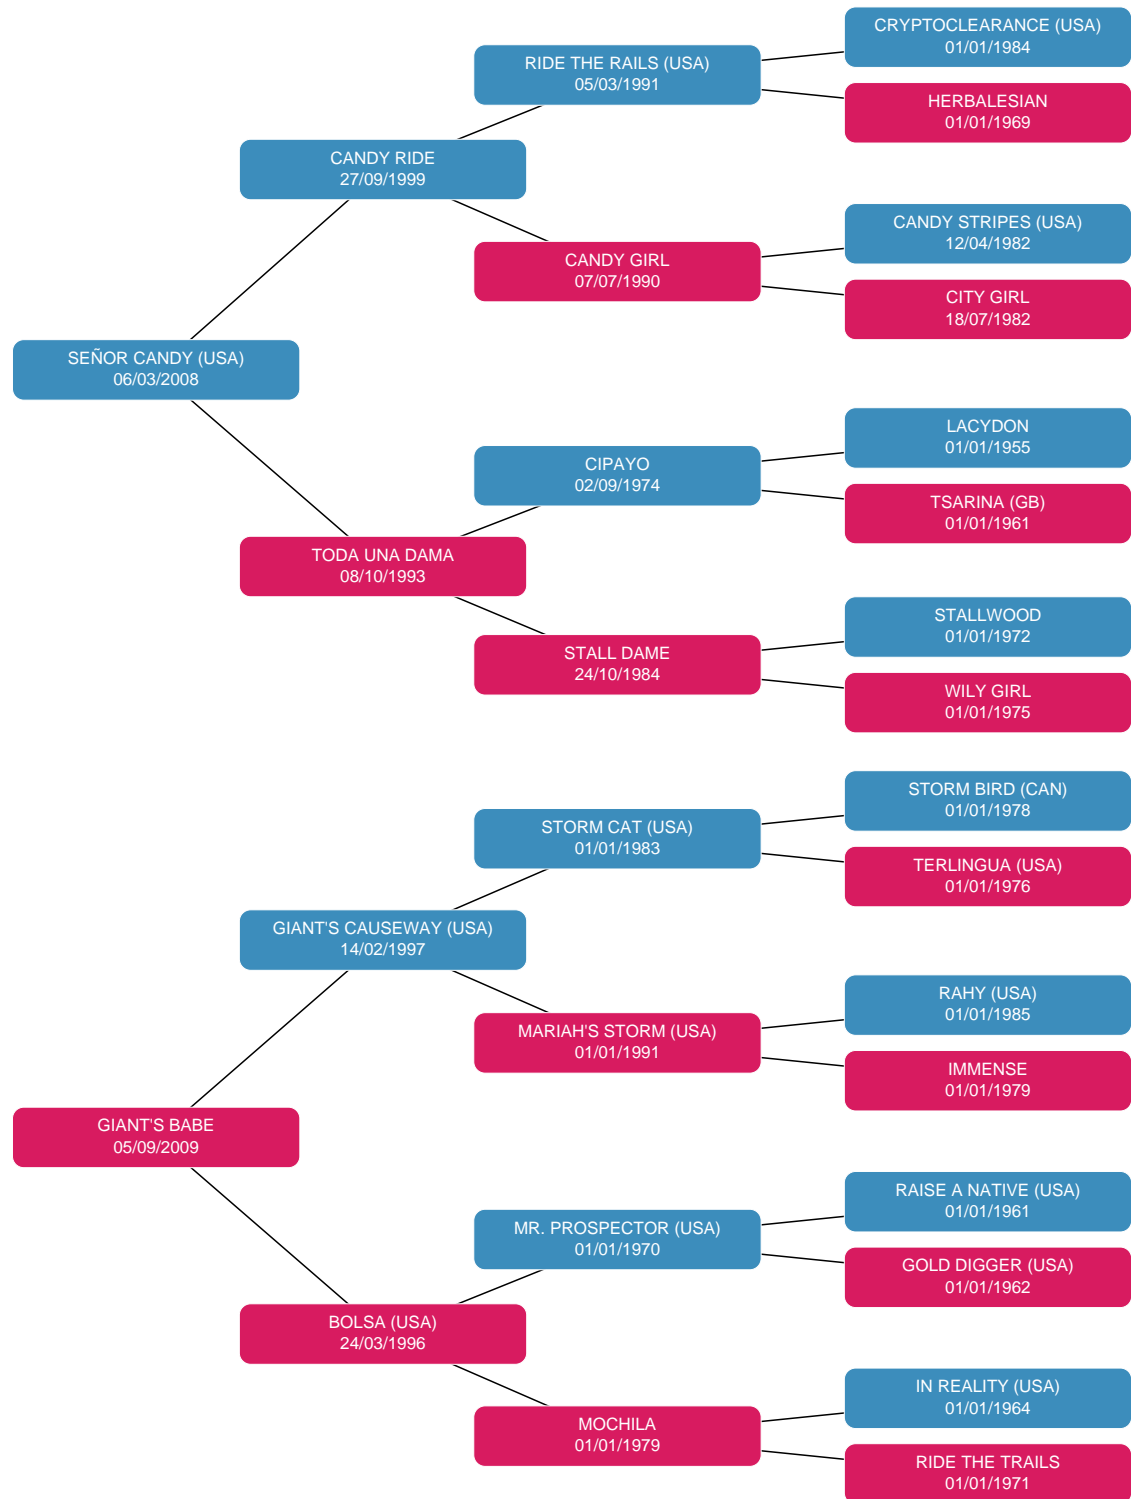 CRYPTOCLEARANCE (USA)
01/01/1984
RIDE THE RAILS (USA)
05/03/1991
HERBALESIAN
01/01/1969
CANDY RIDE
27/09/1999
CANDY STRIPES (USA)
12/04/1982
CANDY GIRL
07/07/1990
CITY GIRL
18/07/1982
SEÑOR CANDY (USA)
06/03/2008
LACYDON
01/01/1955
CIPAYO
02/09/1974
TSARINA (GB)
01/01/1961
TODA UNA DAMA
08/10/1993
STALLWOOD
01/01/1972
STALL DAME
24/10/1984
WILY GIRL
01/01/1975
STORM BIRD (CAN)
01/01/1978
STORM CAT (USA)
01/01/1983
TERLINGUA (USA)
01/01/1976
GIANT'S CAUSEWAY (USA)
14/02/1997
RAHY (USA)
01/01/1985
MARIAH'S STORM (USA)
01/01/1991
IMMENSE
01/01/1979
GIANT'S BABE
05/09/2009
RAISE A NATIVE (USA)
01/01/1961
MR. PROSPECTOR (USA)
01/01/1970
GOLD DIGGER (USA)
01/01/1962
BOLSA (USA)
24/03/1996
IN REALITY (USA)
01/01/1964
MOCHILA
01/01/1979
RIDE THE TRAILS
01/01/1971